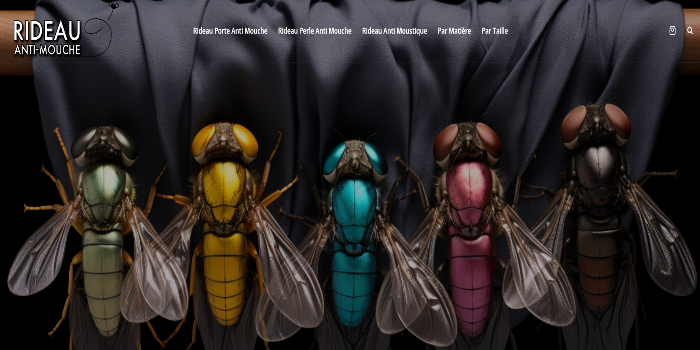 RIDEAU
ANTI-MOUCHE
Rideau Porte Anti Mouche Rideau Perle Anti Mouche Rideau Anti Moustique Par Matière Par Taille